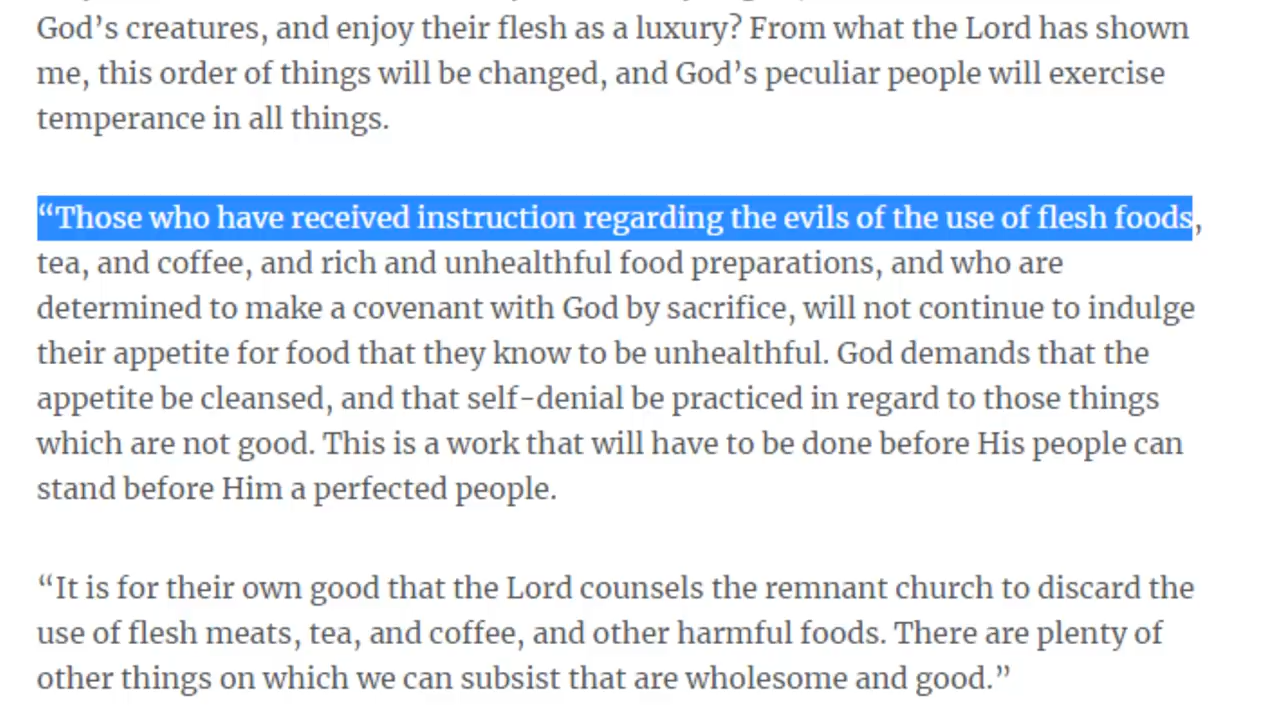 God’s creatures, and enjoy their flesh as a luxury? From what the Lord has shown
me, this order of things will be changed, and God’s peculiar people will exercise
temperance in all things.
“Those who have received instruction regarding the evils of the use of flesh foods,
tea, and coffee, and rich and unhealthful food preparations, and who are
determined to make a covenant with God by sacrifice, will not continue to indulge
their appetite for food that they know to be unhealthful. God demands that the
appetite be cleansed, and that self-denial be practiced in regard to those things
which are not good. This is a work that will have to be done before His people can
stand before Him a perfected people.
“It is for their own good that the Lord counsels the remnant church to discard the
use of flesh meats, tea, and coffee, and other harmful foods. There are plenty of
other things on which we can subsist that are wholesome and good.”